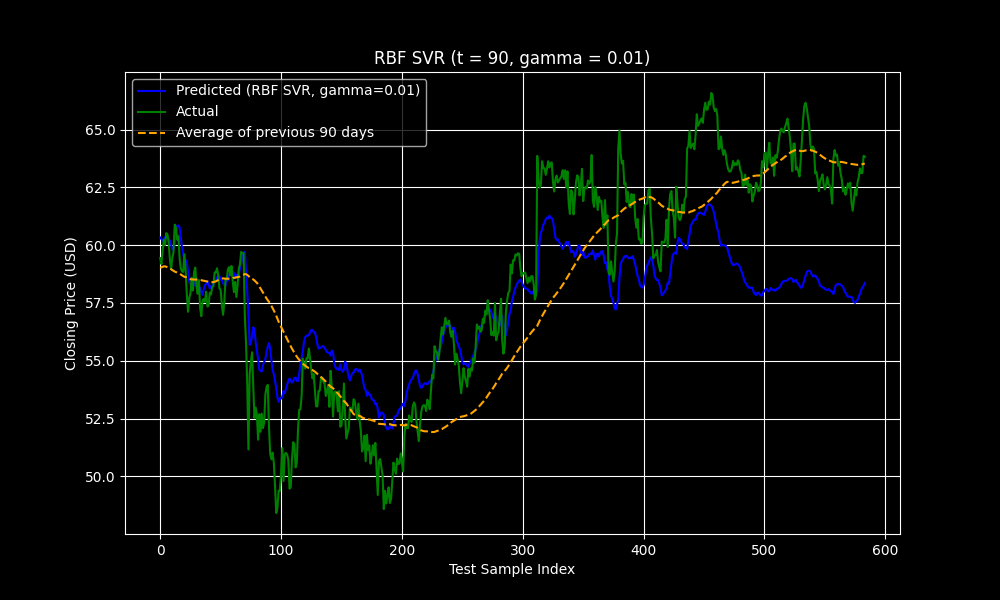 RBF SVR (t = 90, gamma = 0.01)
Predicted (RBF SVR, gamma=0.01)
Actual
Average of previous 90 days
Closing Price (USD)
65.0
62.5
60.0
57.5
55.0
52.5
50.0
0 100 200 300 400 500 600
Test Sample Index